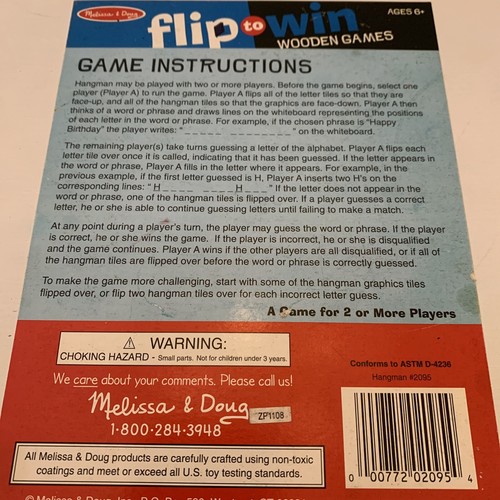 Melissa & Doug
flip to win
AGES 6+
WOODEN GAMES
GAME INSTRUCTIONS
Hangman may be played with two or more players. Before the game begins, select one
player (Player A) to run the game. Player A flips all of the letter tiles so that they are
face-up, and all of the hangman tiles so that the graphics are face-down. Player A then
thinks of a word or phrase and draws lines on the whiteboard representing the positions
of each letter in the word or phrase. For example, if the chosen phrase is "Happy
Birthday" the player writes: "_ _ _ _ _   _ _ _ _ _ _ _ _" on the whiteboard.
The remaining player(s) take turns guessing a letter of the alphabet. Player A flips each
letter tile over once it is called, indicating that it has been guessed. If the letter appears in
the word or phrase, Player A fills in the letter where it appears. For example, in the
previous example, if the first letter guessed is H, Player A inserts two H's on the
corresponding lines: "H_ _ _ _   _ _ _ _H_ _ _" If the letter does not appear in the
word or phrase, one of the hangman tiles is flipped over. If a player guesses a correct
letter, he or she is able to continue guessing letters until failing to make a match.
At any point during a player's turn, the player may guess the word or phrase. If the player
is correct, he or she wins the game. If the player is incorrect, he or she is disqualified
and the game continues. Player A wins if the other players are all disqualified, or if all of
the hangman tiles are flipped before the word or phrase is correctly guessed.
To make the game more challenging, start with some of the hangman graphics tiles
flipped over, or flip two hangman tiles over for each incorrect letter guess.
A Game for 2 or More Players
WARNING:
CHOKING HAZARD - Small parts. Not for children under 3 years.
We care about your comments. Please call us!
Melissa & Doug
ZP1108
1-800-284-3948
Conforms to ASTM D-4236
Hangman #2095
0 00772 02095 4
All Melissa & Doug products are carefully crafted using non-toxic
coatings and meet or exceed all U.S. toy testing standards.